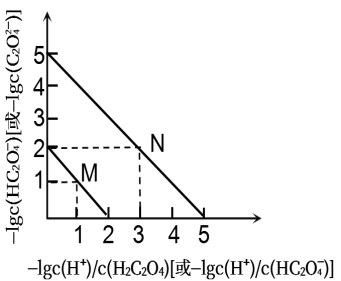 −lgc(HC₂O₄⁻)[或−lgc(C₂O²⁻)]
5
4
3
2
1
N
M
1 2 3 4 5
−lgc(H⁺)/c(H₂C₂O₄)[或−lgc(H⁺)/c(HC₂O₄⁻)]